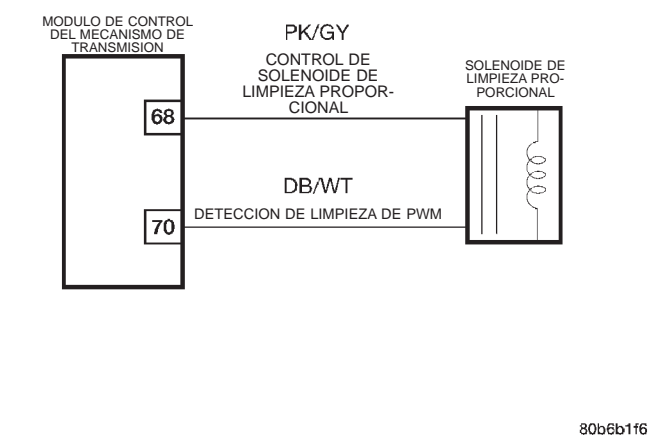 MODULO DE CONTROL
DEL MECANISMO DE
TRANSMISION
PK/GY
CONTROL DE
SOLENOIDE DE
LIMPIEZA PROPOR-
CIONAL
SOLENOIDE DE
LIMPIEZA PRO-
PORCIONAL
68
DB/WT
DETECCION DE LIMPIEZA DE PWM
70
80b6b1f6